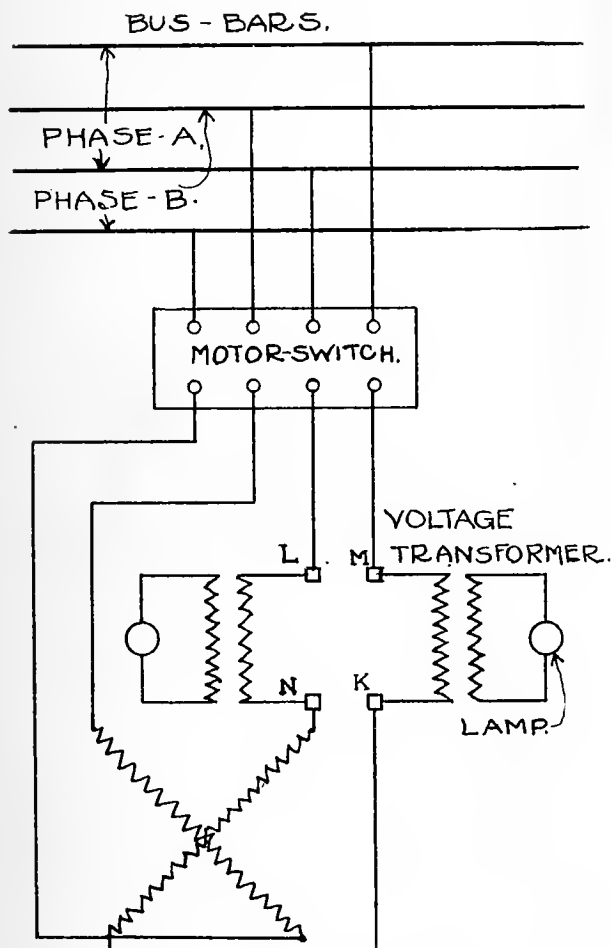 BUS-BARS.
PHASE-A.
PHASE-B.
MOTOR-SWITCH.
VOLTAGE
TRANSFORMER.
L
M
N
K
LAMP.